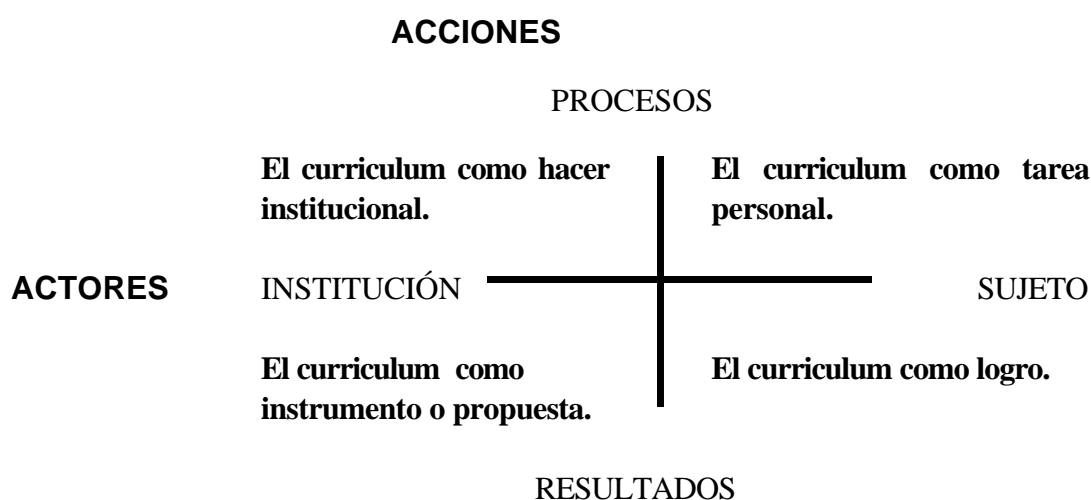 ACCIONES
PROCESOS
El curriculum como hacer
institucional.
El curriculum como tarea
personal.
ACTORES INSTITUCIÓN SUJETO
El curriculum como
instrumento o propuesta.
El curriculum como logro.
RESULTADOS